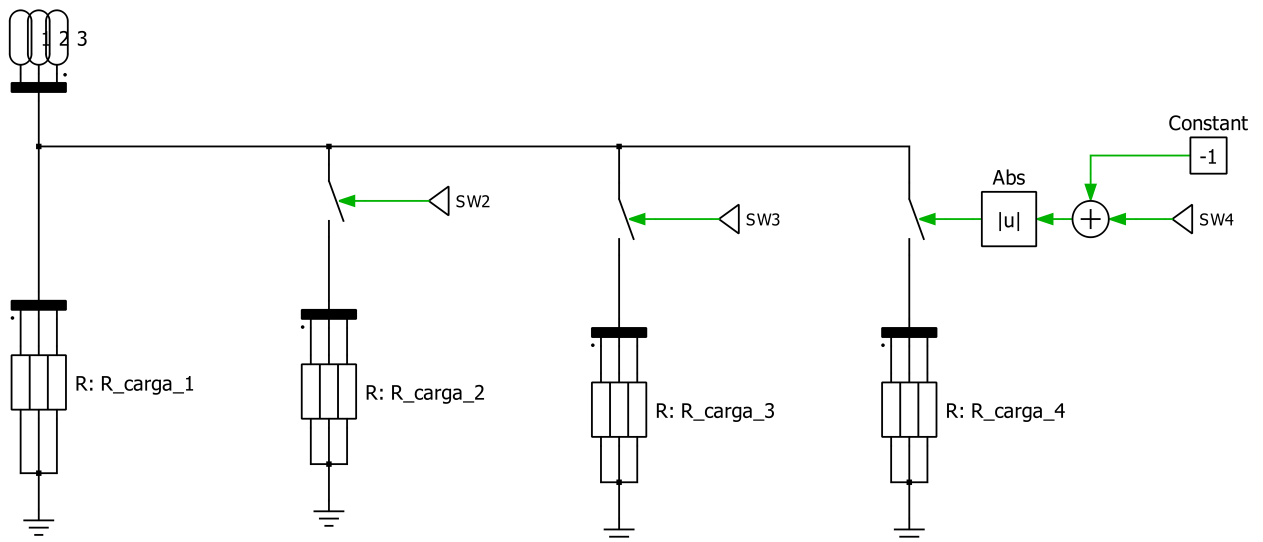 1 2 3
Constant
-1
Abs
|u|
SW2
SW3
SW4
R: R_carga_1
R: R_carga_2
R: R_carga_3
R: R_carga_4